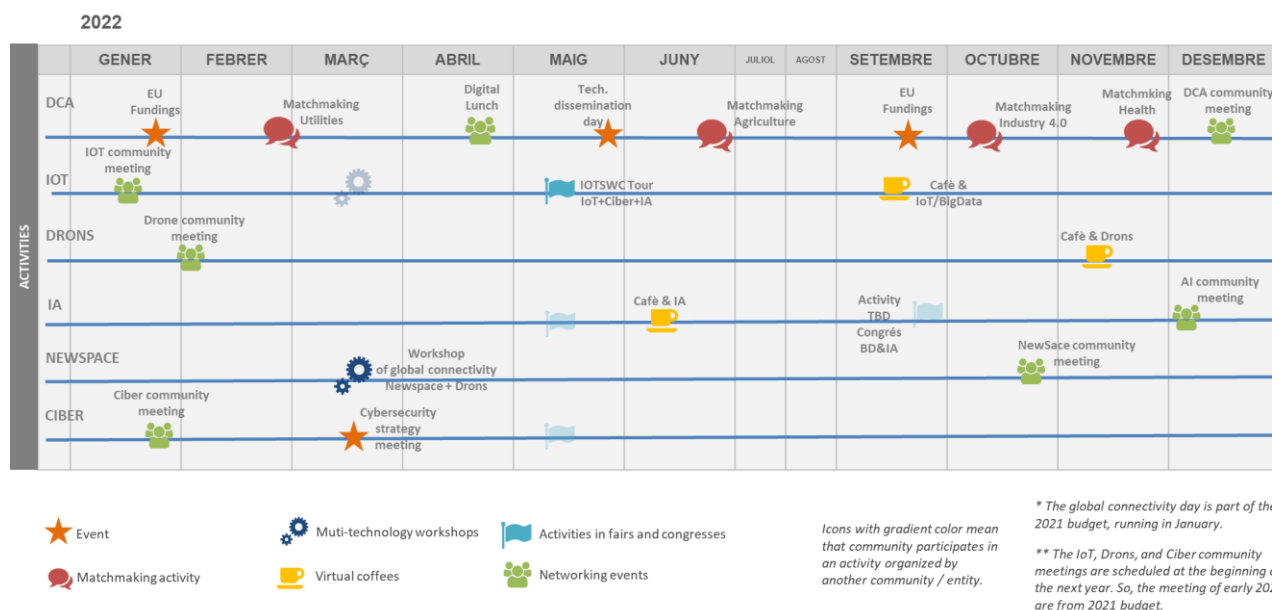 2022
GENER FEBRER MARÇ ABRIL MAIG JUNY JULIOL AGOST SETEMBRE OCTUBRE NOVEMBRE DESEMBRE
ACTIVITIES
DCA
EU
Fundings
Matchmaking
Utilities
Digital
Lunch
Tech.
dissemination
day
Matchmaking
Agriculture
EU
Fundings
Matchmaking
Industry 4.0
Matchmking
Health
DCA community
meeting
IOT
IOT community
meeting
IOTSWC Tour
IoT+Ciber+IA
Cafè &
IoT/BigData
DRONS
Drone community
meeting
Cafè & Drons
IA
Cafè & IA
Activity
TBD
Congrés
BD&IA
AI community
meeting
NEWSPACE
Workshop
of global connectivity
Newspace + Drons
NewSace community
meeting
CIBER
Ciber community
meeting
Cybersecurity
strategy
meeting
Event
Muti-technology workshops
Activities in fairs and congresses
Matchmaking activity
Virtual coffees
Networking events
Icons with gradient color mean
that community participates in
an activity organized by
another community / entity.
* The global connectivity day is part of the
2021 budget, running in January.
** The IoT, Drons, and Ciber community
meetings are scheduled at the beginning
the next year. So, the meeting of early
are from 2021 budget.